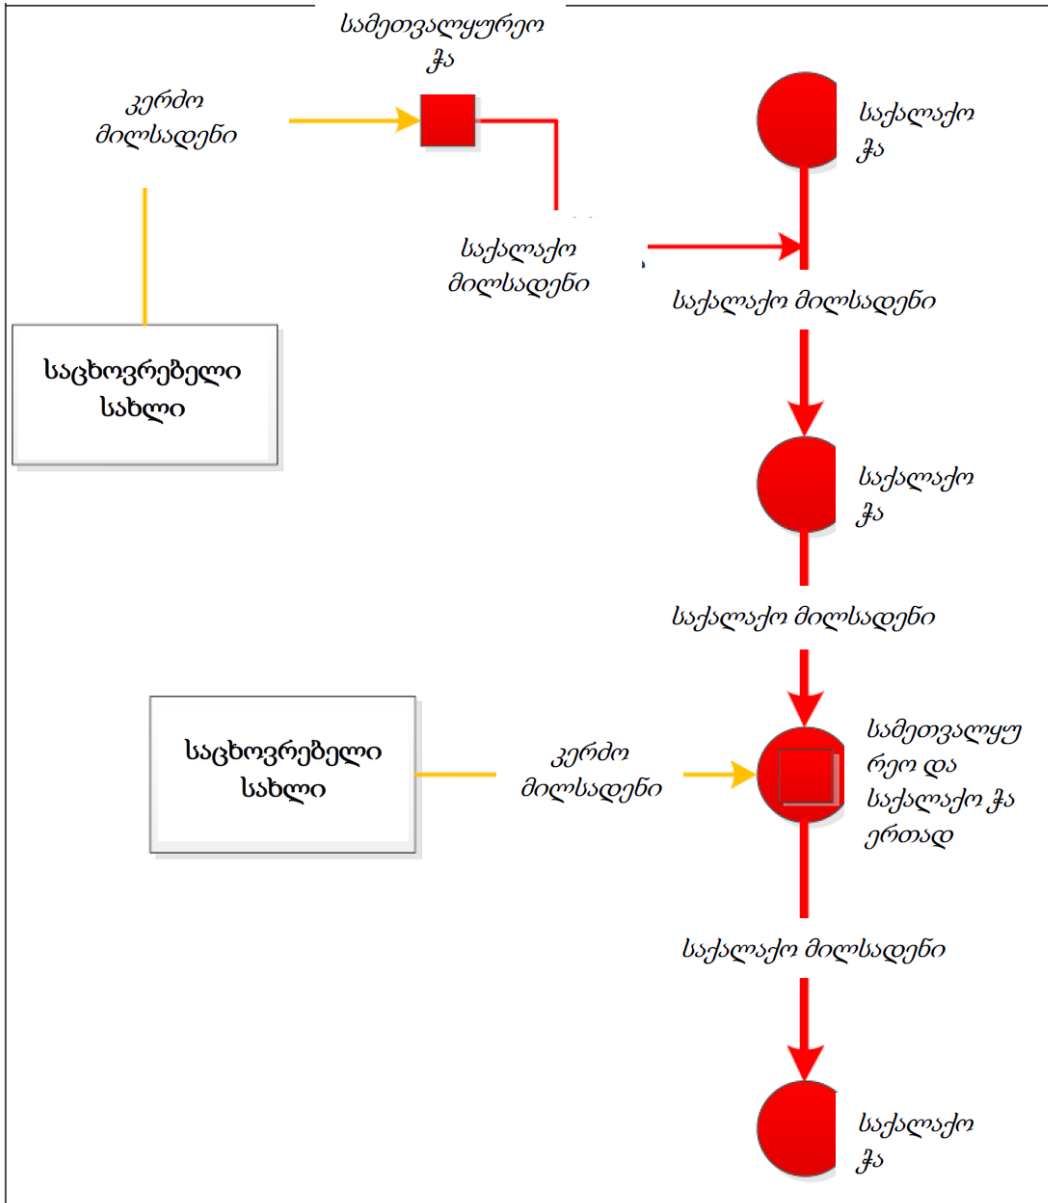 სამეთვალყურეო
ჭა
კერძო
მილსადენი
საქალაქო
ჭა
საქალაქო
მილსადენი
საქალაქო მილსადენი
საცხოვრებელი
სახლი
საქალაქო
ჭა
საქალაქო მილსადენი
საცხოვრებელი
სახლი
კერძო
მილსადენი
სამეთვალყუ
რეო და
საქალაქო ჭა
ერთად
საქალაქო მილსადენი
საქალაქო
ჭა